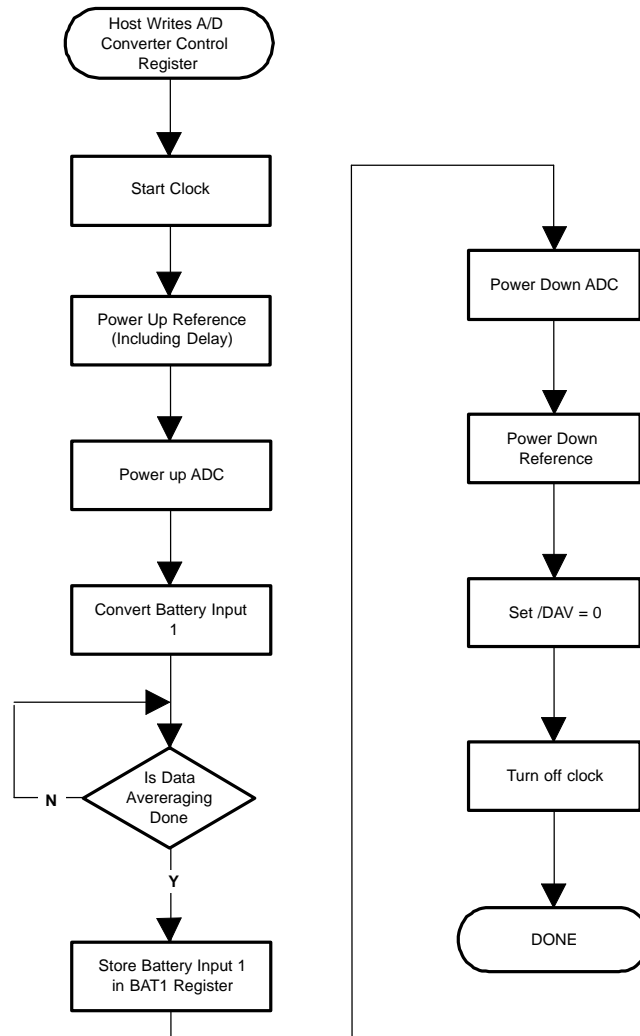 Host Writes A/D
Converter Control
Register
Start Clock
Power Up Reference
(Including Delay)
Power up ADC
Convert Battery Input
1
Is Data
Avereraging
Done
N
Y
Store Battery Input 1
in BAT1 Register
Power Down ADC
Power Down
Reference
Set /DAV = 0
Turn off clock
DONE